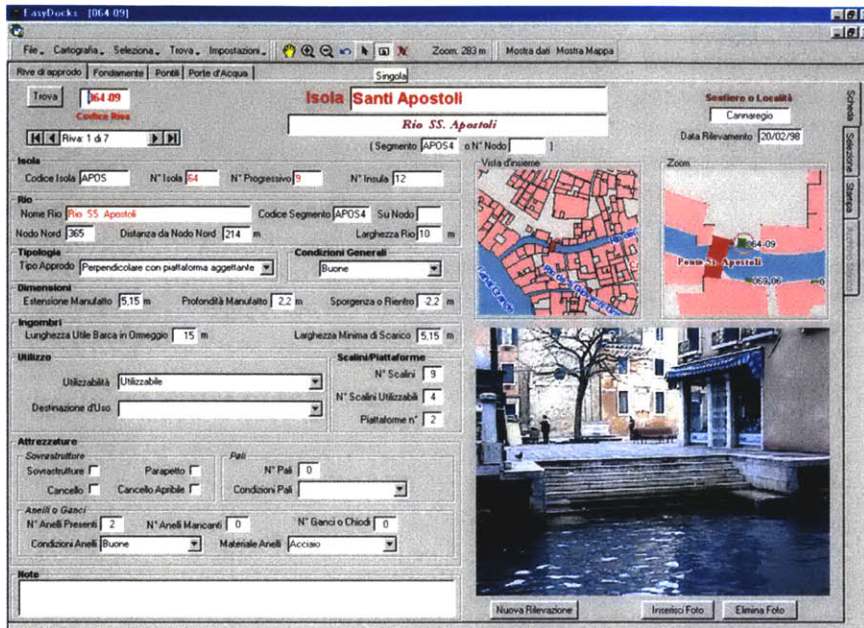 EasyDocks [064-09]
File Cartografia Seleziona Trova Impostazioni Zoom: 283 m Mostra dati Mostra Mappa
Rive di approdo Fondamente Pontili Porte d'Acqua
Singola
Trova 064-09
Codice Riva
Riva: 1 di 7
Isola Santi Apostoli
Rio SS. Apostoli
( Segmento APOS4 o N° Nodo )
Sestiere o Località
Cannaregio
Data Rilevamento 20/02/98
Scheda
Selezione
Stampa
Isola
Codice Isola APOS N° Isola 64 N° Progressivo 9 N° Insula 12
Rio
Nome Rio Rio SS Apostoli Codice Segmento APOS4 Su Nodo
Nodo Nord 365 Distanza da Nodo Nord 214 m Larghezza Rio 10 m
Tipologia
Tipo Approdo Perpendicolare con piattaforma aggettante
Condizioni Generali
Buone
Dimensioni
Estensione Manufatto 5,15 m Profondità Manufatto 2,2 m Sporgenza o Rientro -2,2 m
Ingombri
Lunghezza Utile Barca in Ormeggio 15 m Larghezza Minima di Scarico 5,15 m
Utilizzo
Utilizzabilità Utilizzabile
Destinazione d'Uso
Scalini/Piattaforme
N° Scalini 9
N° Scalini Utilizzabili 4
Piattaforme n° 2
Attrezzature
Sovrastrutture
Sovrastrutture Parapetto
Cancello Cancello Apribile
Pali
N° Pali 0
Condizioni Pali
Anelli o Ganci
N° Anelli Presenti 2 N° Anelli Mancanti 0 N° Ganci o Chiodi 0
Condizioni Anelli Buone Materiale Anelli Acciaio
Note
Vista d'insieme
Canal Grande
Zoom
064-09
Ponte SS. Apostoli
069,06
0
Nuova Rilevazione Inserisci Foto Elimina Foto